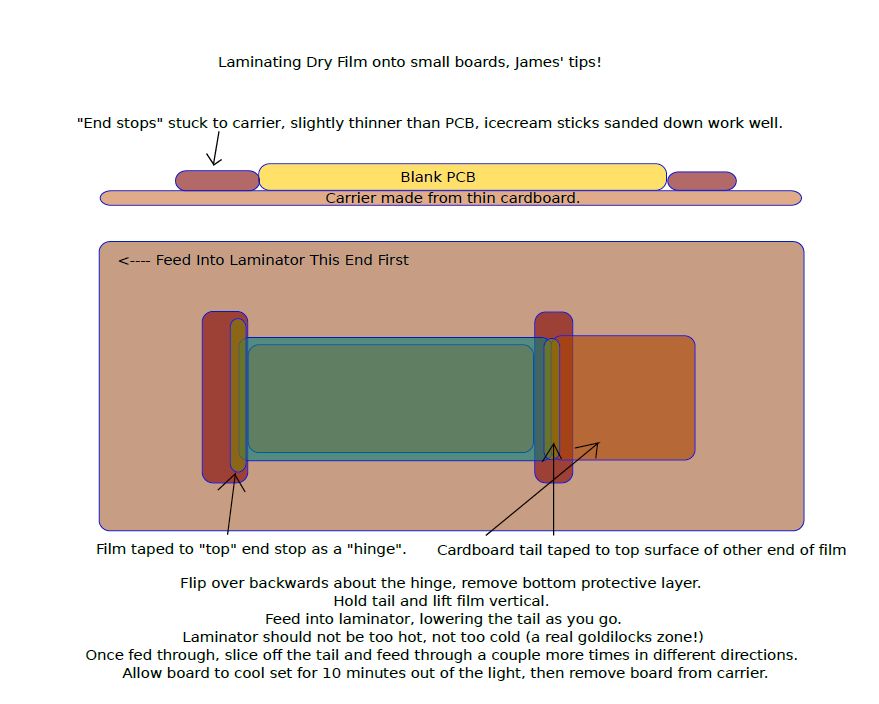 Laminating Dry Film onto small boards, James' tips!
"End stops" stuck to carrier, slightly thinner than PCB, icecream sticks sanded down work well.
Blank PCB
Carrier made from thin cardboard.
<---- Feed Into Laminator This End First
Film taped to "top" end stop as a "hinge".
Cardboard tail taped to top surface of other end of film
Flip over backwards about the hinge, remove bottom protective layer.
Hold tail and lift film vertical.
Feed into laminator, lowering the tail as you go.
Laminator should not be too hot, not too cold (a real goldilocks zone!)
Once fed through, slice off the tail and feed through a couple more times in different directions.
Allow board to cool set for 10 minutes out of the light, then remove board from carrier.